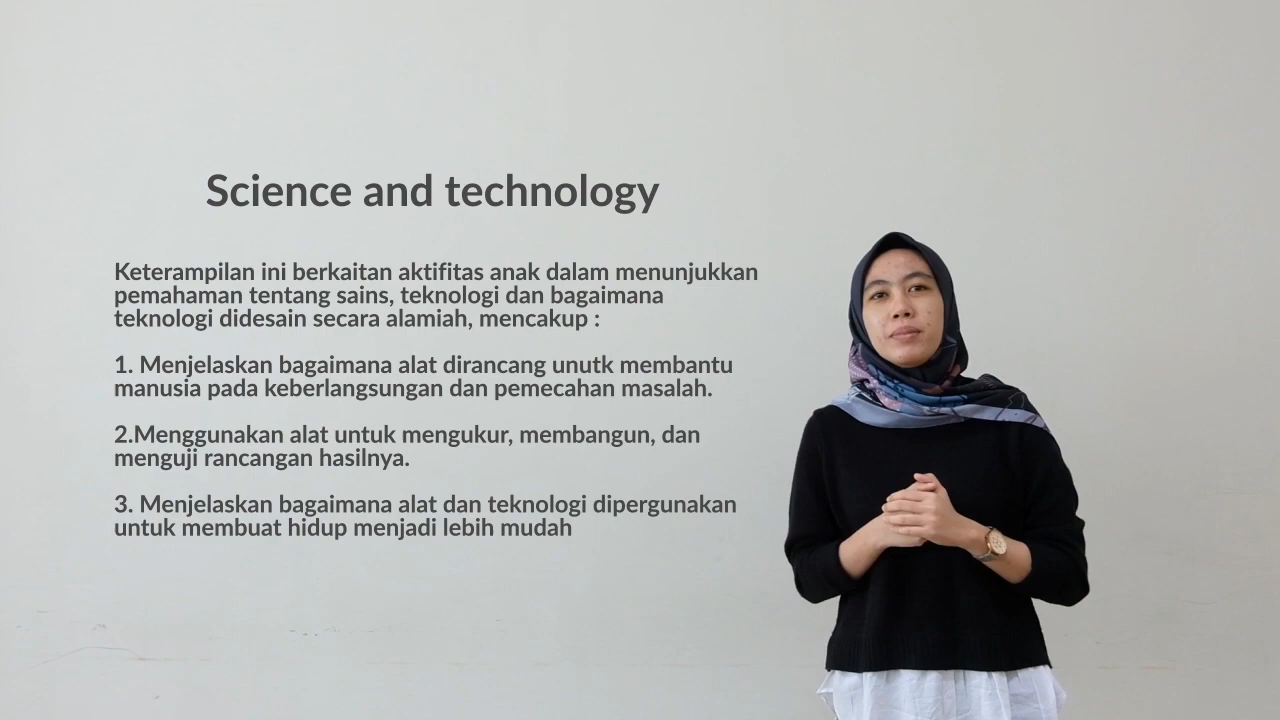 Science and technology
Keterampilan ini berkaitan aktifitas anak dalam menunjukkan
pemahaman tentang sains, teknologi dan bagaimana
teknologi didesain secara alamiah, mencakup :
1. Menjelaskan bagaimana alat dirancang unutk membantu
manusia pada keberlangsungan dan pemecahan masalah.
2.Menggunakan alat untuk mengukur, membangun, dan
menguji rancangan hasilnya.
3. Menjelaskan bagaimana alat dan teknologi dipergunakan
untuk membuat hidup menjadi lebih mudah